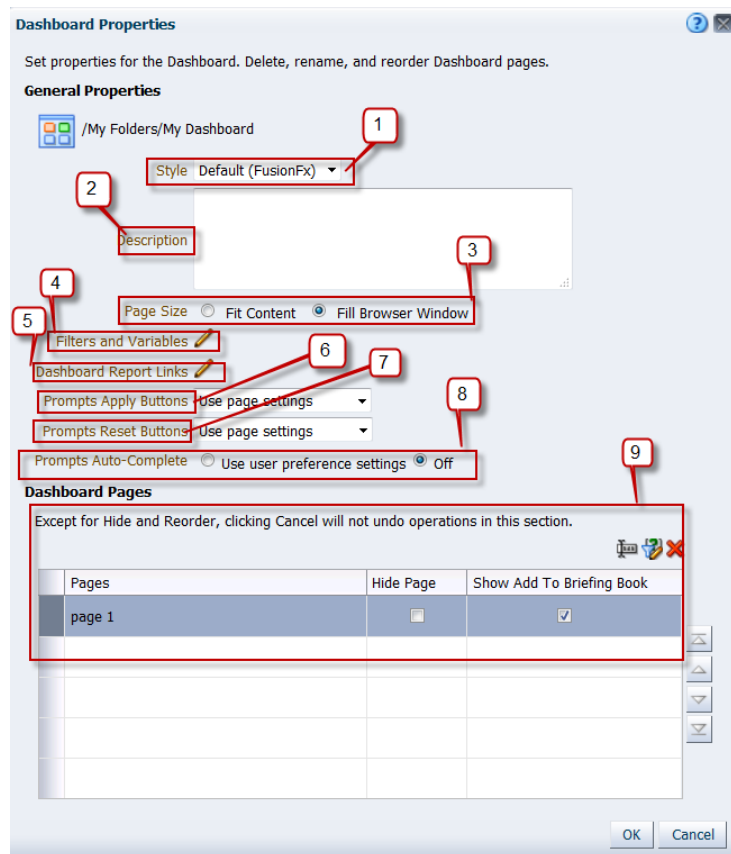 Dashboard Properties
Set properties for the Dashboard. Delete, rename, and reorder Dashboard pages.
General Properties
/My Folders/My Dashboard
1
Style Default (FusionFx)
2
Description
3
Page Size Fit Content Fill Browser Window
4
Filters and Variables
5
Dashboard Report Links
6
7
Prompts Apply Buttons Use page settings
Prompts Reset Buttons Use page settings
8
Prompts Auto-Complete Use user preference settings Off
9
Dashboard Pages
Except for Hide and Reorder, clicking Cancel will not undo operations in this section.
Pages Hide Page Show Add To Briefing Book
page 1
OK Cancel